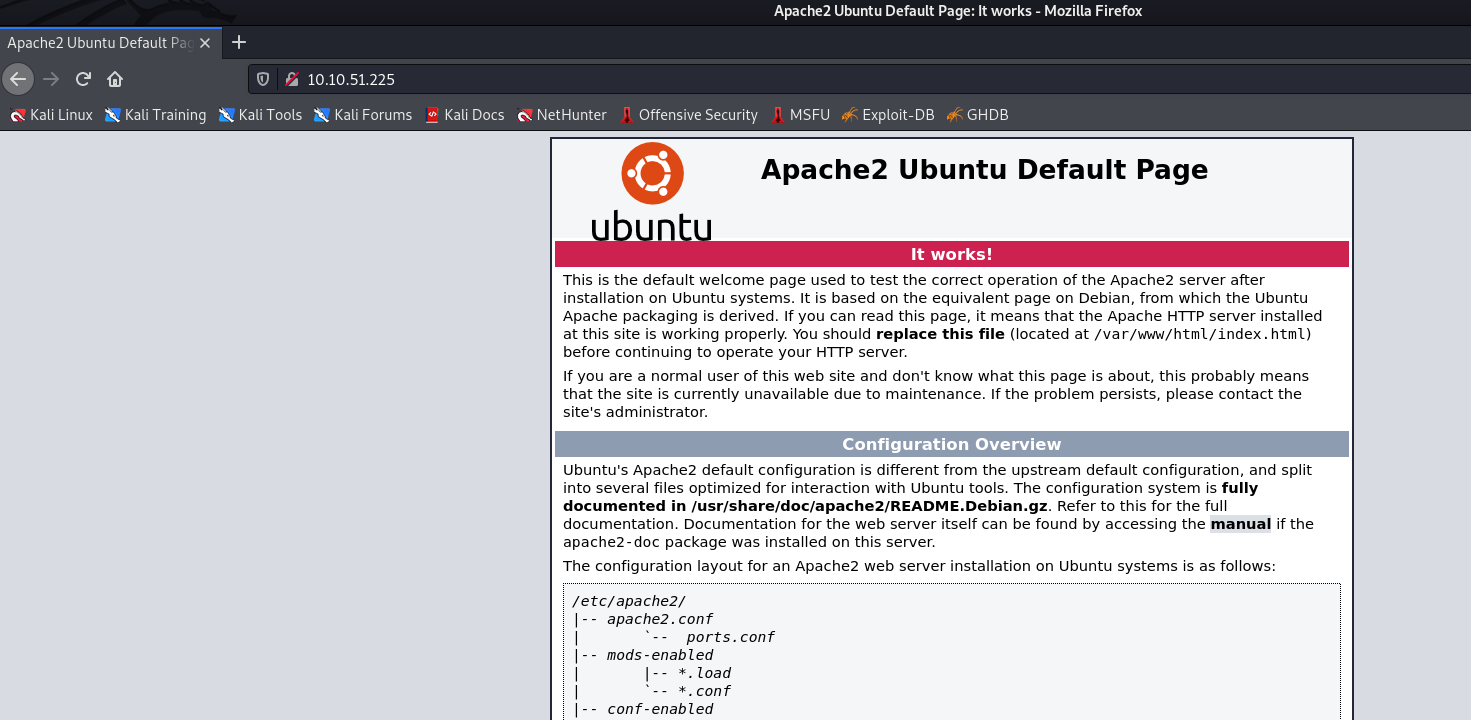 Apache2 Ubuntu Default Page: It works - Mozilla Firefox
Apache2 Ubuntu Default Pag
10.10.51.225
Kali Linux Kali Training Kali Tools Kali Forums Kali Docs NetHunter Offensive Security MSFU Exploit-DB GHDB
ubuntu
Apache2 Ubuntu Default Page
It works!
This is the default welcome page used to test the correct operation of the Apache2 server after
installation on Ubuntu systems. It is based on the equivalent page on Debian, from which the Ubuntu
Apache packaging is derived. If you can read this page, it means that the Apache HTTP server installed
at this site is working properly. You should replace this file (located at /var/www/html/index.html)
before continuing to operate your HTTP server.
If you are a normal user of this web site and don't know what this page is about, this probably means
that the site is currently unavailable due to maintenance. If the problem persists, please contact the
site's administrator.
Configuration Overview
Ubuntu's Apache2 default configuration is different from the upstream default configuration, and split
into several files optimized for interaction with Ubuntu tools. The configuration system is fully
documented in /usr/share/doc/apache2/README.Debian.gz. Refer to this for the full
documentation. Documentation for the web server itself can be found by accessing the manual if the
apache2-doc package was installed on this server.
The configuration layout for an Apache2 web server installation on Ubuntu systems is as follows:
/etc/apache2/
|-- apache2.conf
|       `--  ports.conf
|-- mods-enabled
|       |-- *.load
|       `-- *.conf
|-- conf-enabled